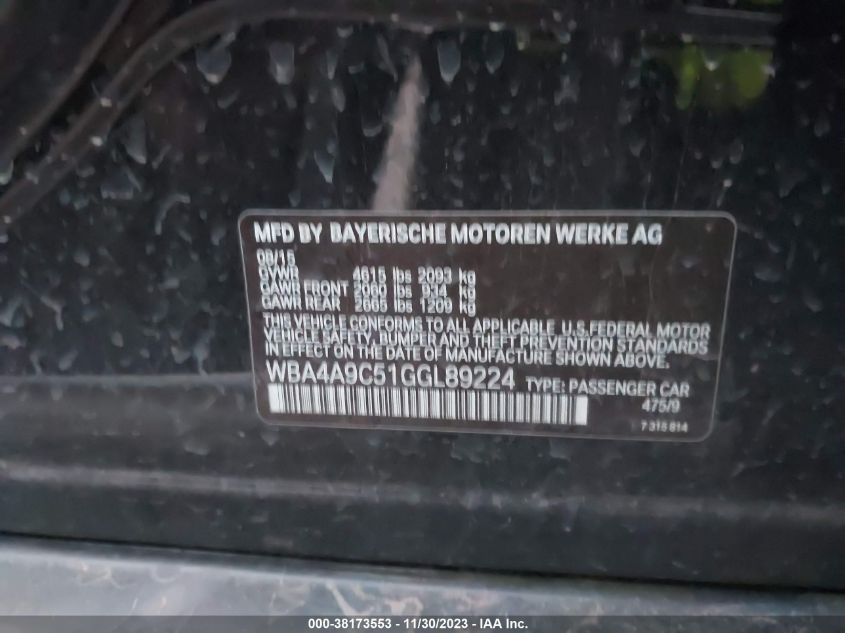 MFD BY BAYERISCHE MOTOREN WERKE AG
08/15
GVWR 4615 lbs 2093 kg
GAWR FRONT 2060 lbs 934 kg
GAWR REAR 2665 lbs 1209 kg
THIS VEHICLE CONFORMS TO ALL APPLICABLE U.S.FEDERAL MOTOR
VEHICLE SAFETY, BUMPER AND THEFT PREVENTION STANDARDS
IN EFFECT ON THE DATE OF MANUFACTURE SHOWN ABOVE.
WBA4A9C51GGL89224 TYPE: PASSENGER CAR
475/9
7 315 814
000-38173553 - 11/30/2023 - Copyright © 2023 IAA, Inc.